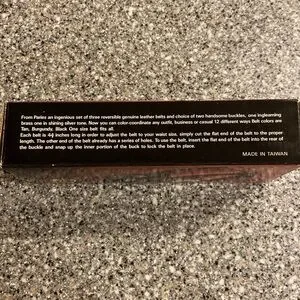 From Paries an ingenious set of three reversible genuine leather belts and choice of two handsome buckles, one ingleaming
brass one in shining silver tone. Now you can color-coordinate any outfit, business or casual 12 different ways Belt colors are
Tan, Burgundy, Black One size belt fits all.
Each belt is 44 inches long in order to adjust the belt to your waist size, simply cut the flat end of the belt to the proper
length. The other end of the belt already has a series of holes. To use the belt, insert the flat end of the belt into the rear of
the buckle and snap up the inner portion of the buck to lock the belt in place.
MADE IN TAIWAN